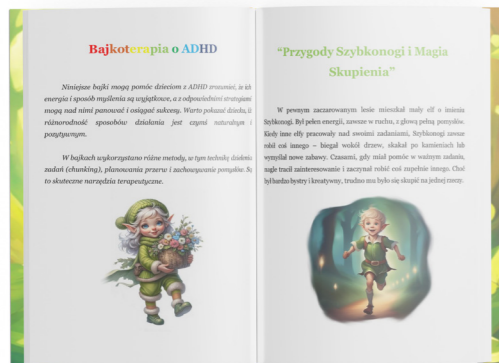 Bajkoterapia o ADHD
Niniejsze bajki mogą pomóc dzieciom z ADHD zrozumieć, że ich
energia i sposób myślenia są wyjątkowe, a z odpowiednimi strategiami
mogą nad nimi panować i osiągać sukcesy. Warto pokazać dziecku, iż
różnorodność sposobów działania jest czymś naturalnym i
pozytywnym.
W bajkach wykorzystano różne metody, w tym technikę dzielenia
zadań (chunking), planowania przerw i zachowywanie pomysłów. Są
to skuteczne narzędzia terapeutyczne.
“Przygody Szybkonogi i Magia
Skupienia”
W pewnym zaczarowanym lesie mieszkał mały elf o imieniu
Szybkonogi. Był pełen energii, zawsze w ruchu, z głową pełną pomysłów.
Kiedy inne elfy pracowały nad swoimi zadaniami, Szybkonogi zawsze
robił coś innego – biegał wokół drzew, skakał po kamieniach lub
wymyślał nowe zabawy. Czasami, gdy miał pomóc w ważnym zadaniu,
nagle tracił zainteresowanie i zaczynał robić coś zupełnie innego. Choć
był bardzo bystry i kreatywny, trudno mu było się skupić na jednej rzeczy.